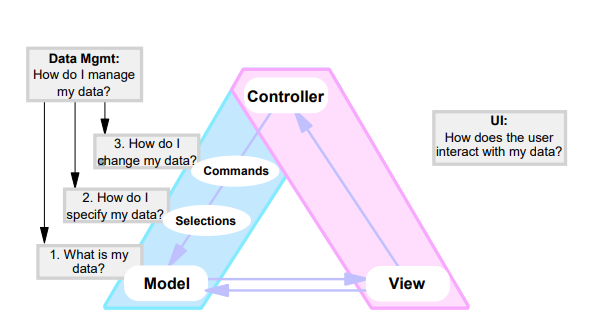 Data Mgmt:
How do I manage
my data?
Controller
UI:
How does the user
interact with my data?
3. How do I
change my data?
Commands
2. How do I
specify my data?
Selections
1. What is my
data?
Model
View